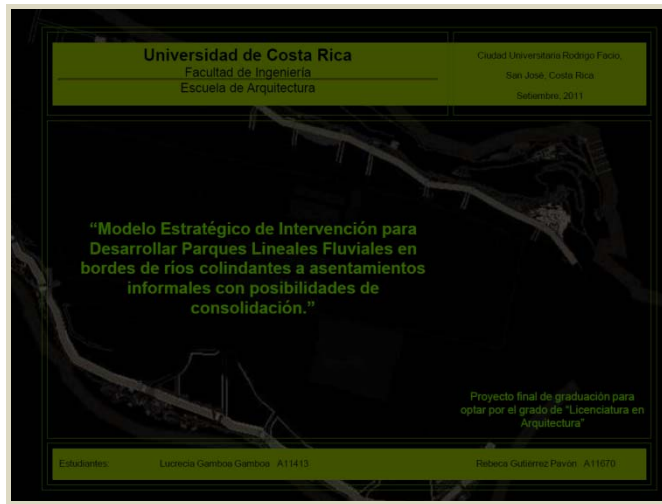 Universidad de Costa Rica
Facultad de Ingeniería
Escuela de Arquitectura
Ciudad Universitaria Rodrigo Facio,
San José, Costa Rica
Setiembre, 2011
“Modelo Estratégico de Intervención para
Desarrollar Parques Lineales Fluviales en
bordes de ríos colindantes a asentamientos
informales con posibilidades de
consolidación.”
Proyecto final de graduación para
optar por el grado de “Licenciatura en
Arquitectura”
Estudiantes: Lucrecia Gamboa Gamboa A11413 Rebeca Gutiérrez Pavón A11670